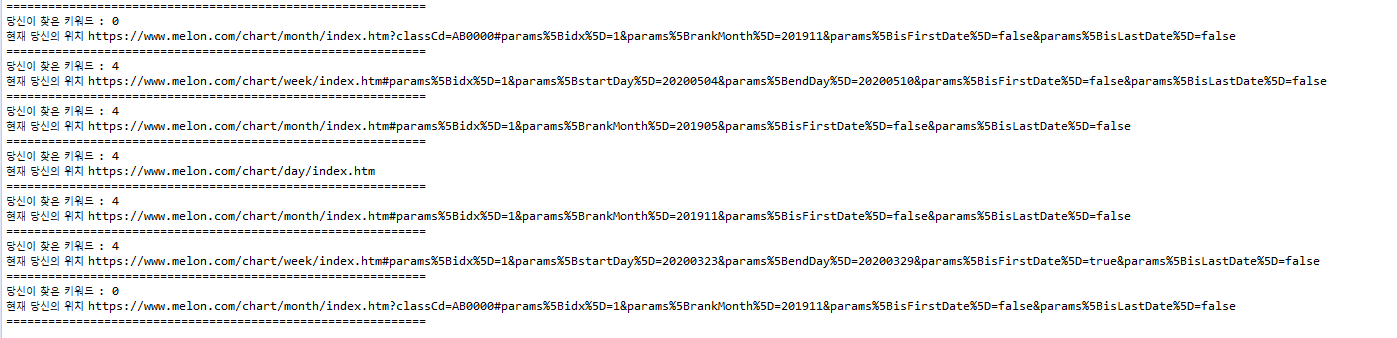 ============================================================
당신이 찾은 키워드 : 0
현재 당신의 위치 https://www.melon.com/chart/month/index.htm?classCd=AB0000#params%5Bidx%5D=1&params%5BrankMonth%5D=201911&params%5BisFirstDate%5D=false&params%5BisLastDate%5D=false
============================================================
당신이 찾은 키워드 : 4
현재 당신의 위치 https://www.melon.com/chart/week/index.htm#params%5Bidx%5D=1&params%5BstartDay%5D=20200504&params%5BendDay%5D=20200510&params%5BisFirstDate%5D=false&params%5BisLastDate%5D=false
============================================================
당신이 찾은 키워드 : 4
현재 당신의 위치 https://www.melon.com/chart/month/index.htm#params%5Bidx%5D=1&params%5BrankMonth%5D=201905&params%5BisFirstDate%5D=false&params%5BisLastDate%5D=false
============================================================
당신이 찾은 키워드 : 4
현재 당신의 위치 https://www.melon.com/chart/day/index.htm
============================================================
당신이 찾은 키워드 : 4
현재 당신의 위치 https://www.melon.com/chart/month/index.htm#params%5Bidx%5D=1&params%5BrankMonth%5D=201911&params%5BisFirstDate%5D=false&params%5BisLastDate%5D=false
============================================================
당신이 찾은 키워드 : 4
현재 당신의 위치 https://www.melon.com/chart/week/index.htm#params%5Bidx%5D=1&params%5BstartDay%5D=20200323&params%5BendDay%5D=20200329&params%5BisFirstDate%5D=true&params%5BisLastDate%5D=false
============================================================
당신이 찾은 키워드 : 0
현재 당신의 위치 https://www.melon.com/chart/month/index.htm?classCd=AB0000#params%5Bidx%5D=1&params%5BrankMonth%5D=201911&params%5BisFirstDate%5D=false&params%5BisLastDate%5D=false
============================================================